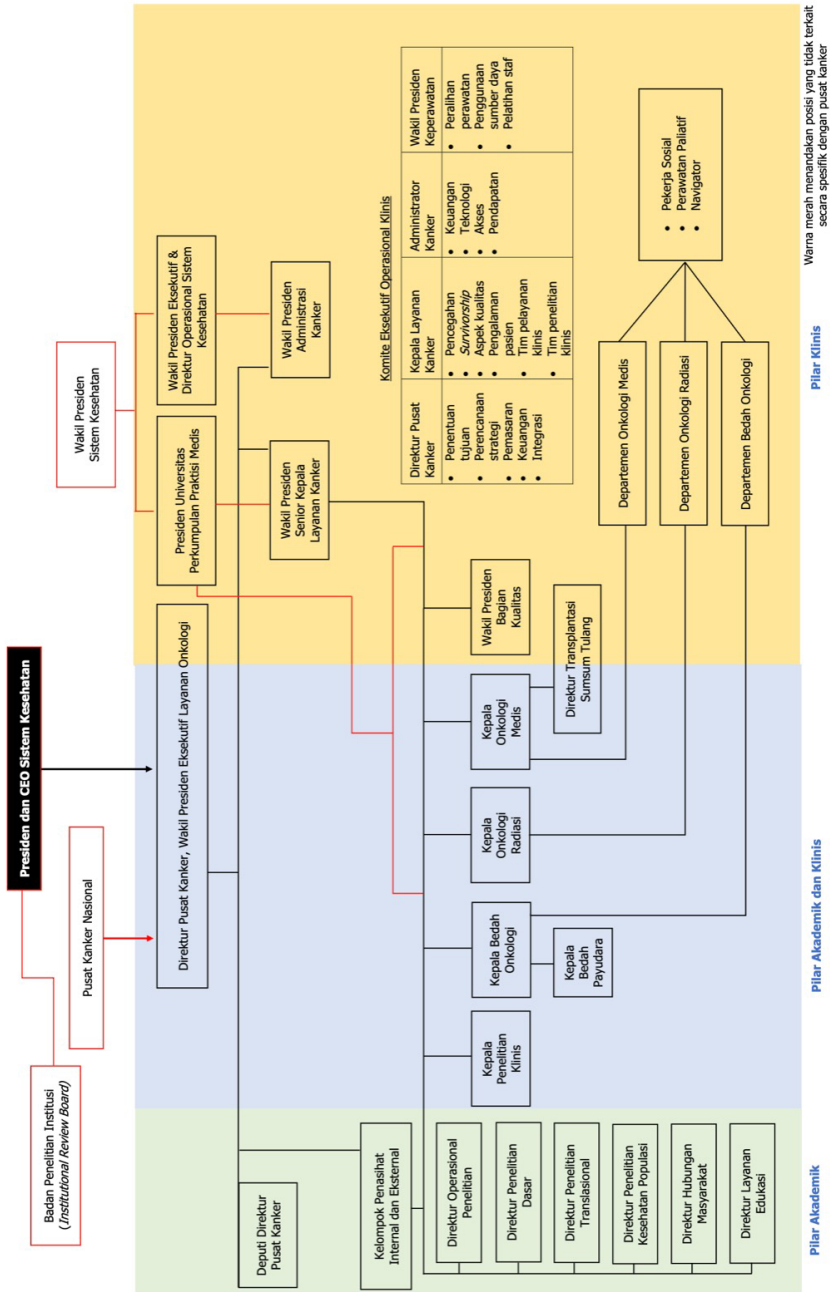 Presiden dan CEO Sistem Kesehatan
Badan Penelitian Institusi
(Institutional Review Board)
Pusat Kanker Nasional
Wakil Presiden
Sistem Kesehatan
Direktur Pusat Kanker, Wakil Presiden Eksekutif Layanan Onkologi
Presiden Universitas
Perkumpulan Praktisi Medis
Wakil Presiden Eksekutif &
Direktur Operasional Sistem
Kesehatan
Deputi Direktur
Pusat Kanker
Wakil Presiden
Senior Kepala
Layanan Kanker
Wakil Presiden
Administrasi
Kanker
Kelompok Penasihat
Internal dan Eksternal
Komite Eksekutif Operasional Klinis
Direktur Pusat
Kanker
Kepala Layanan
Kanker
Administrator
Kanker
Wakil Presiden
Keperawatan
• Penentuan
tujuan
• Perencanaan
strategi
• Pemasaran
• Keuangan
• Integrasi
• Pencegahan
• Survivorship
• Aspek kualitas
• Pengalaman
pasien
• Tim pelayanan
klinis
• Tim penelitian
klinis
• Keuangan
• Teknologi
• Akses
• Pendapatan
• Peralihan
perawatan
• Penggunaan
sumber daya
• Pelatihan staf
Direktur Operasional
Penelitian
Direktur Penelitian
Dasar
Direktur Penelitian
Translasional
Direktur Penelitian
Kesehatan Populasi
Direktur Hubungan
Masyarakat
Direktur Layanan
Edukasi
Kepala
Penelitian
Klinis
Kepala Bedah
Onkologi
Kepala
Bedah
Payudara
Kepala
Onkologi
Radiasi
Kepala
Onkologi
Medis
Direktur Transplantasi
Sumsum Tulang
Wakil Presiden
Bagian
Kualitas
Departemen Onkologi Medis
Departemen Onkologi Radiasi
Departemen Bedah Onkologi
• Pekerja Sosial
• Perawatan Paliatif
• Navigator
Pilar Akademik
Pilar Akademik dan Klinis
Pilar Klinis
Warna merah menandakan posisi yang tidak terkait
secara spesifik dengan pusat kanker